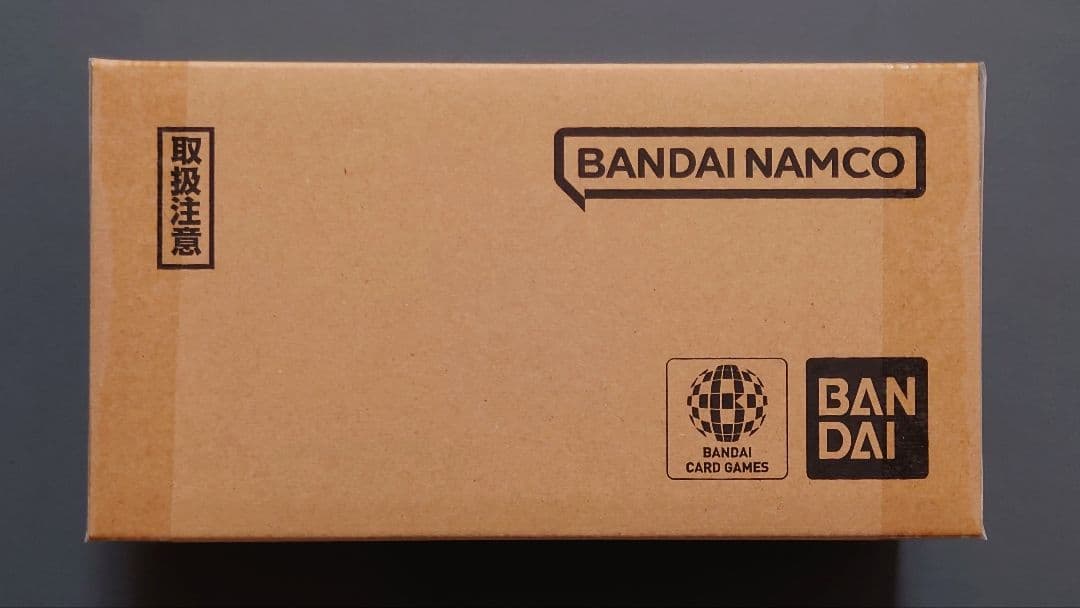 取扱注意
BANDAI NAMCO
BANDAI
CARD GAMES
BAN
DAI